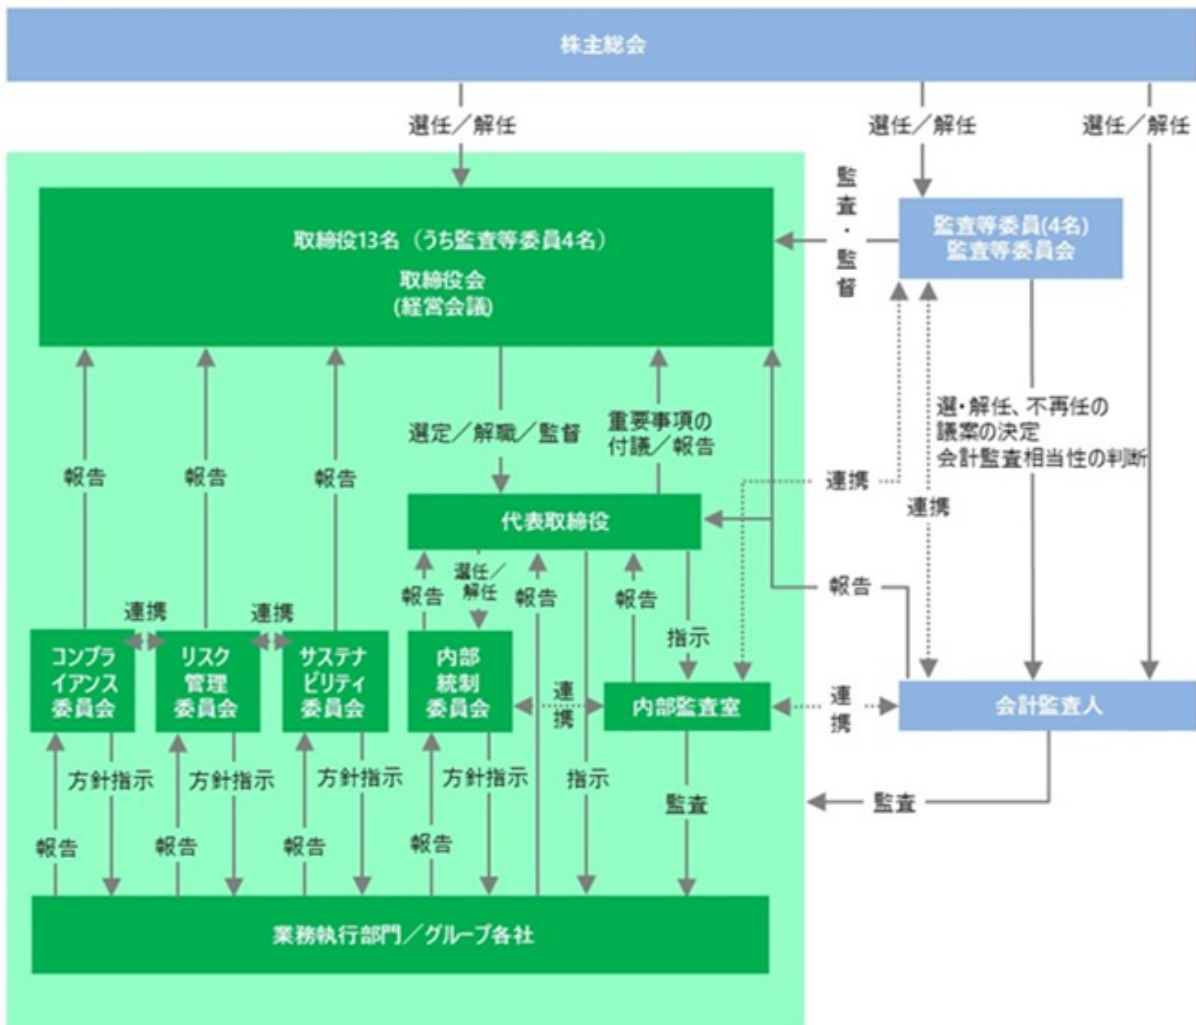 株主総会
選任／解任
選任／解任
選任／解任
取締役13名（うち監査等委員4名）
取締役会
(経営会議)
監査・監督
監査等委員(4名)
監査等委員会
報告
報告
報告
選定／解職／監督
重要事項の
付議／報告
連携
選・解任、不再任の
議案の決定
会計監査相当性の判断
連携
代表取締役
報告
選任／
解任
報告
報告
指示
報告
連携
連携
コンプラ
イアンス
委員会
リスク
管理
委員会
サステナ
ビリティ
委員会
内部
統制
委員会
連携
内部監査室
連携
会計監査人
方針指示
方針指示
方針指示
方針指示
指示
監査
監査
報告
報告
報告
報告
業務執行部門／グループ各社